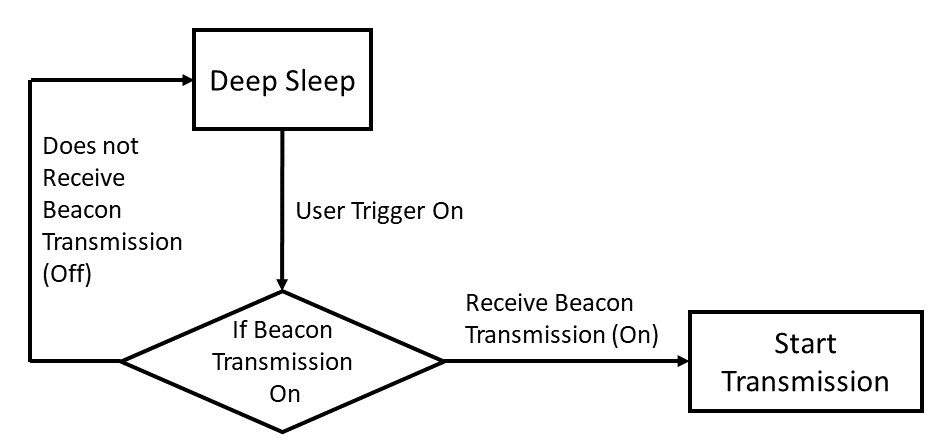 Deep Sleep
Does not
Receive
Beacon
Transmission
(Off)
User Trigger On
If Beacon
Transmission
On
Receive Beacon
Transmission (On)
Start
Transmission